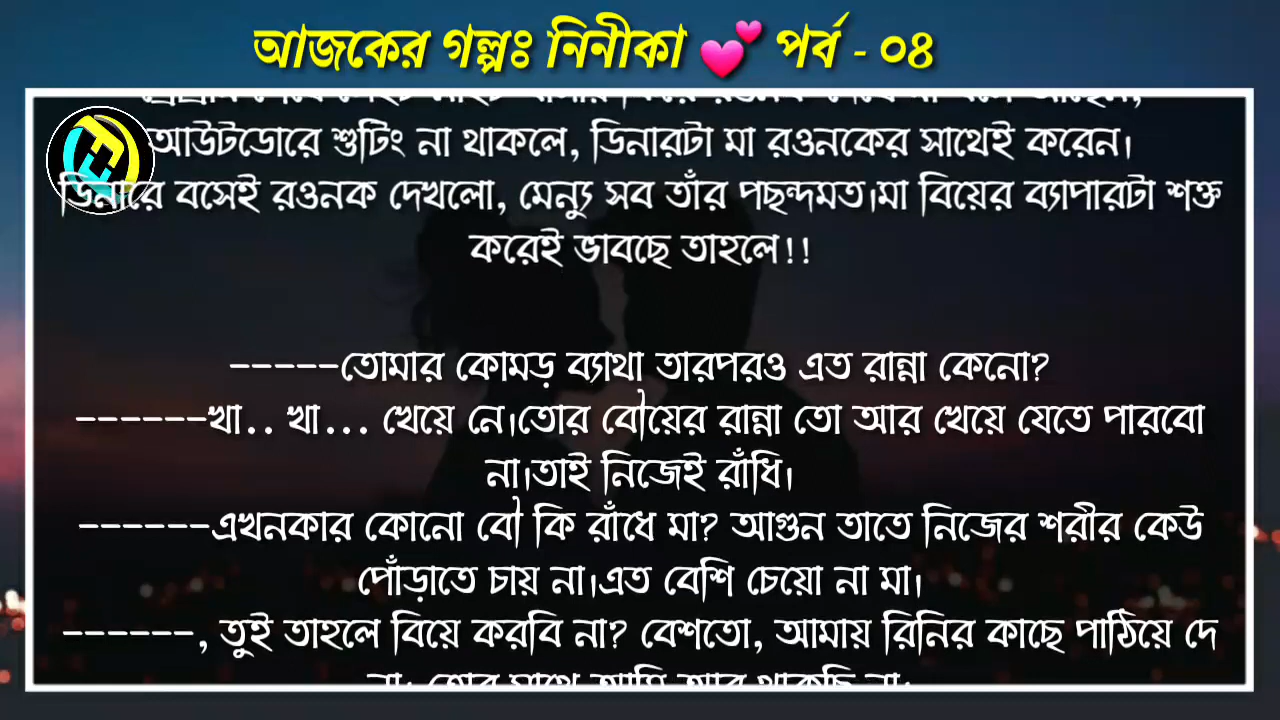 আজকের গল্পঃ নিনীকা 💕 পর্ব - ০৪
আউটডোরে শুটিং না থাকলে, ডিনারটা মা রওনকের সাথেই করেন।
ডিনারে বসেই রওনক দেখলো, মেন্যু সব তাঁর পছন্দমত।মা বিয়ের ব্যাপারটা শক্ত
করেই ভাবছে তাহলে!!
-----তোমার কোমড় ব্যাথা তারপরও এত রান্না কেনো?
------খা.. খা... খেয়ে নে।তোর বৌয়ের রান্না তো আর খেয়ে যেতে পারবো
না।তাই নিজেই রাঁধি।
------এখনকার কোনো বৌ কি রাঁধে মা? আগুন তাতে নিজের শরীর কেউ
পোঁড়াতে চায় না।এত বেশি চেয়ো না মা।
------, তুই তাহলে বিয়ে করবি না? বেশতো, আমায় রিনির কাছে পাঠিয়ে দে